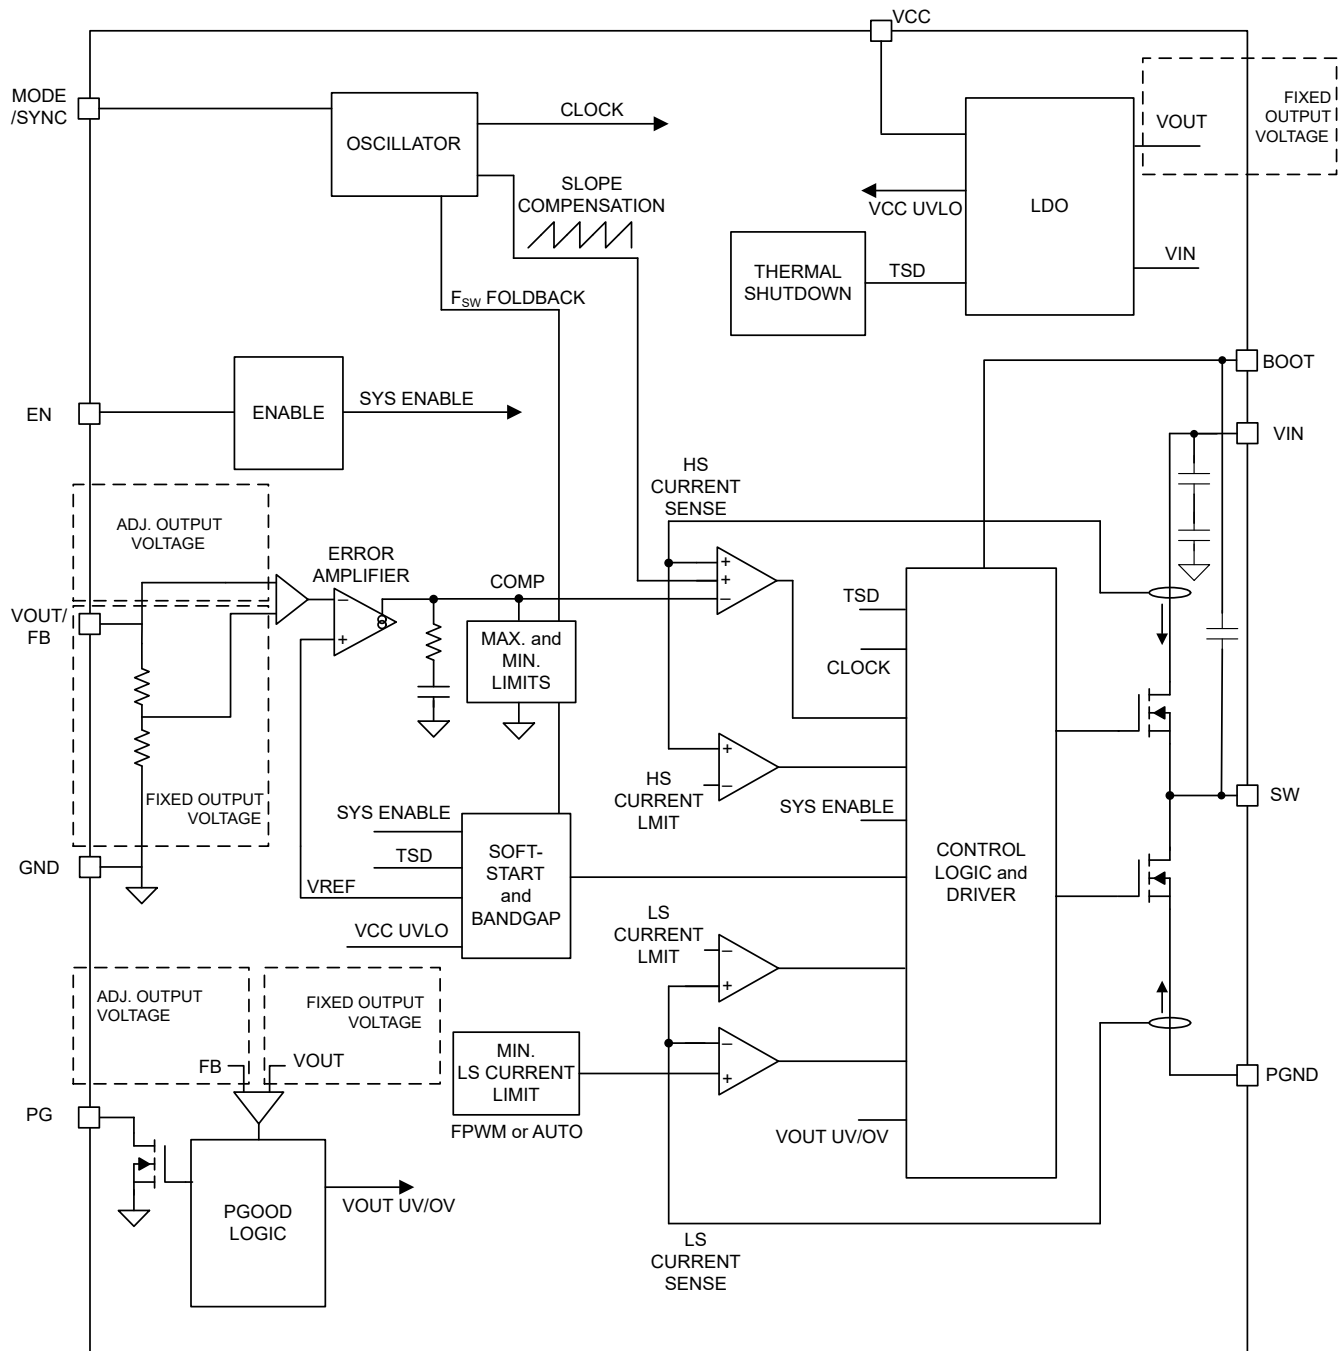 VCC
MODE
/SYNC
OSCILLATOR
CLOCK
SLOPE
COMPENSATION
FSW FOLDBACK
VCC UVLO
LDO
VOUT
FIXED
OUTPUT
VOLTAGE
VIN
THERMAL
SHUTDOWN
TSD
BOOT
VIN
EN
ENABLE
SYS ENABLE
HS
CURRENT
SENSE
ADJ. OUTPUT
VOLTAGE
ERROR
AMPLIFIER
COMP
+
+
−
−
+
VOUT/
FB
MAX. and
MIN.
LIMITS
TSD
CLOCK
+
−
HS
CURRENT
LMIT
SYS ENABLE
SW
FIXED OUTPUT
VOLTAGE
GND
SYS ENABLE
TSD
VREF
VCC UVLO
SOFT-
START
and
BANDGAP
CONTROL
LOGIC and
DRIVER
LS
CURRENT
LMIT
−
+
ADJ. OUTPUT
VOLTAGE
FIXED OUTPUT
VOLTAGE
FB
VOUT
MIN.
LS CURRENT
LIMIT
FPWM or AUTO
−
+
PGND
PG
VOUT UV/OV
PGOOD
LOGIC
VOUT UV/OV
LS
CURRENT
SENSE